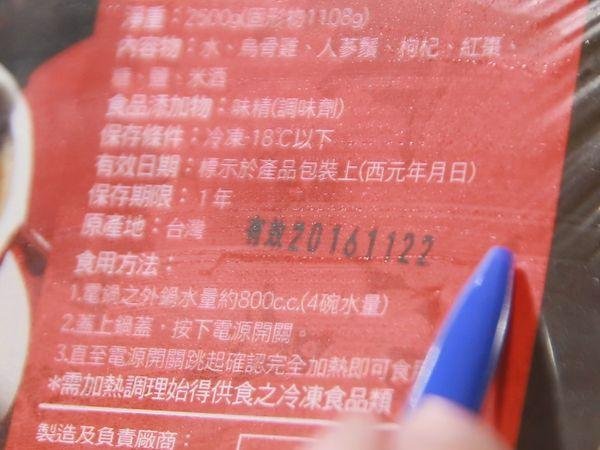 淨重：2500g(固形物1108g)
內容物：水、烏骨雞、人蔘鬚、枸杞、紅棗、
薑、鹽、米酒
食品添加物：味精(調味劑)
保存條件：冷凍-18℃以下
有效日期：標示於產品包裝上(西元年月日)
保存期限：1年
原產地：台灣
有效20161122
食用方法：
1.電鍋之外鍋水量約800c.c.(4碗水量)
2.蓋上鍋蓋，按下電源開關。
3.直至電源開關跳起確認完全加熱即可食
*需加熱調理始得供食之冷凍食品類
製造及負責廠商：